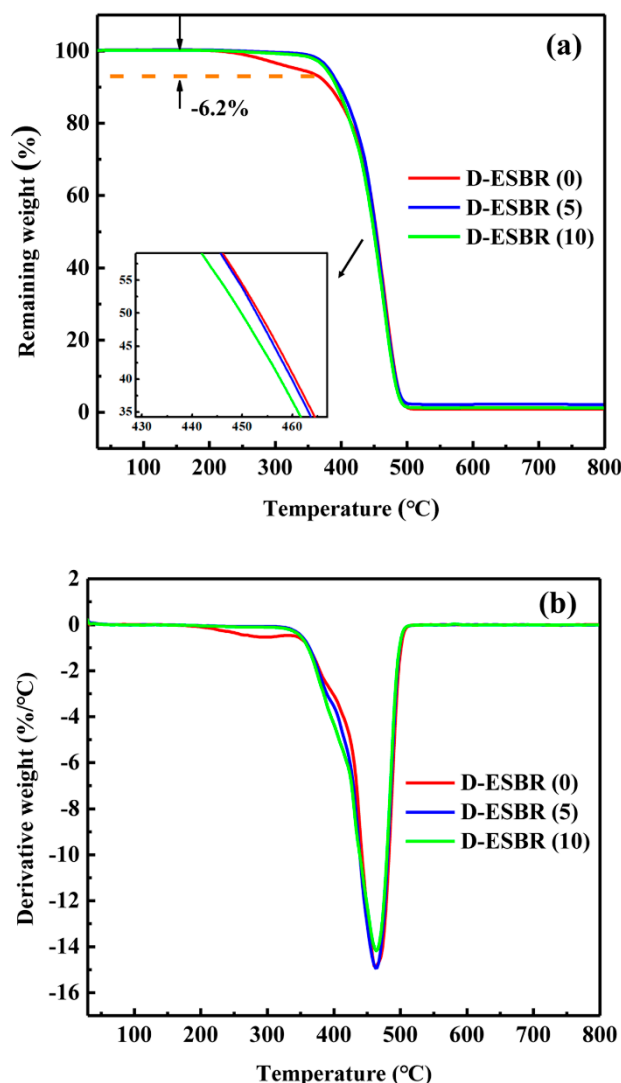 (a)
100
80
60
40
20
0
Remaining weight (%)
-6.2%
D-ESBR (0)
D-ESBR (5)
D-ESBR (10)
55
50
45
40
35
430 440 450 460
100 200 300 400 500 600 700 800
Temperature (℃)
(b)
2
0
-2
-4
-6
-8
-10
-12
-14
-16
Derivative weight (%/℃)
D-ESBR (0)
D-ESBR (5)
D-ESBR (10)
100 200 300 400 500 600 700 800
Temperature (℃)